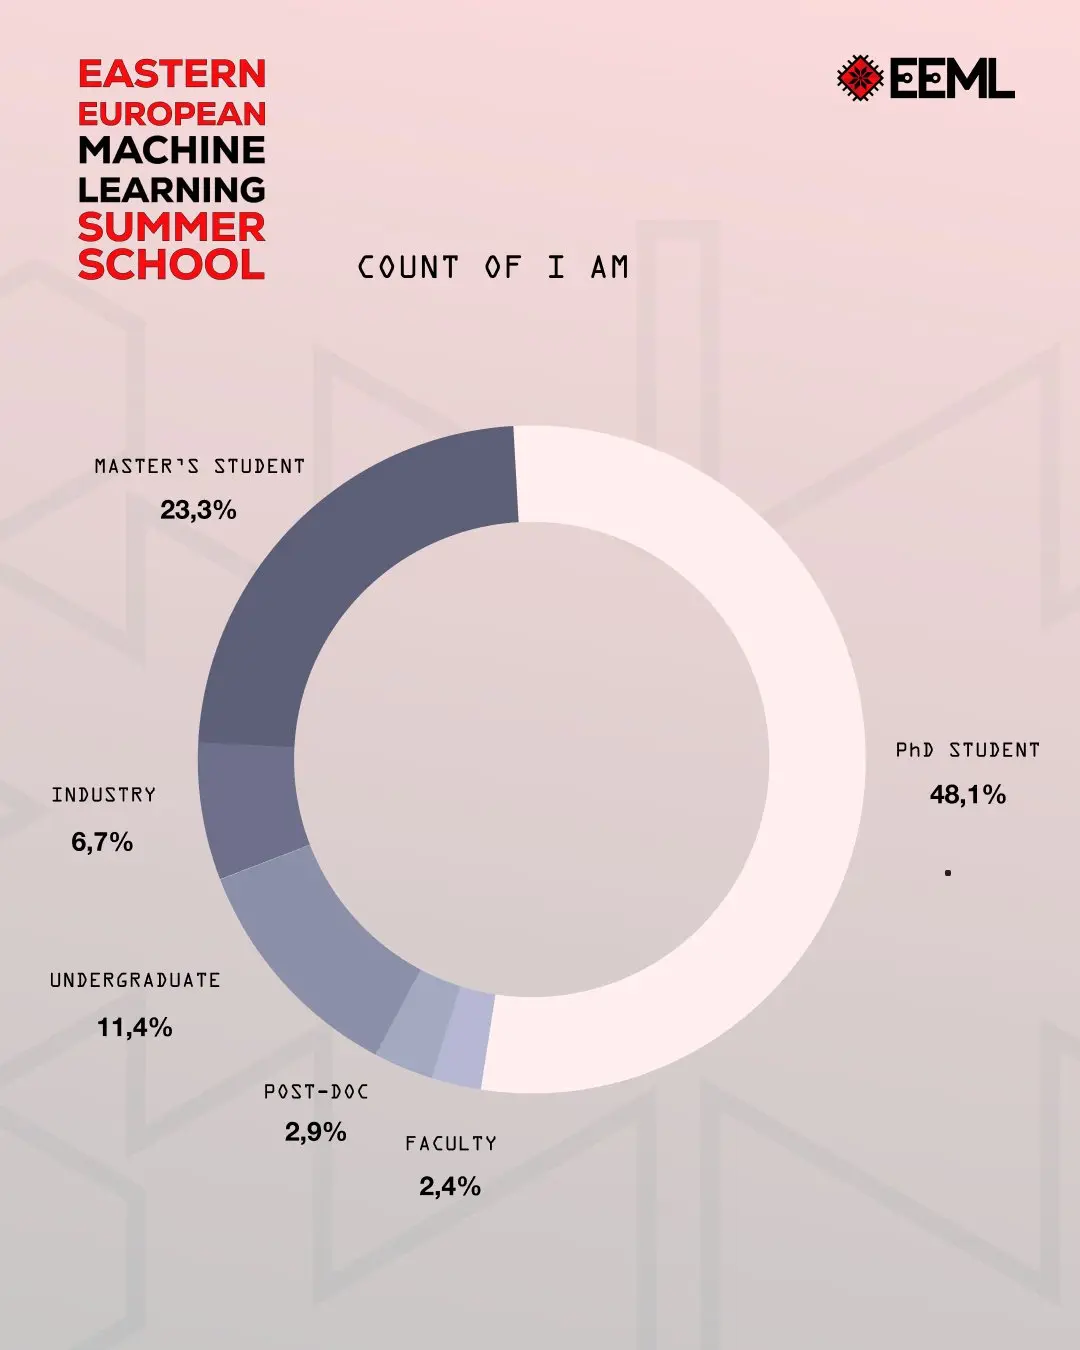 EASTERN
EUROPEAN
MACHINE
LEARNING
SUMMER
SCHOOL
EEML
COUNT OF I AM
MASTER'S STUDENT
23,3%
PhD STUDENT
48,1%
INDUSTRY
6,7%
UNDERGRADUATE
11,4%
POST-DOC
2,9%
FACULTY
2,4%